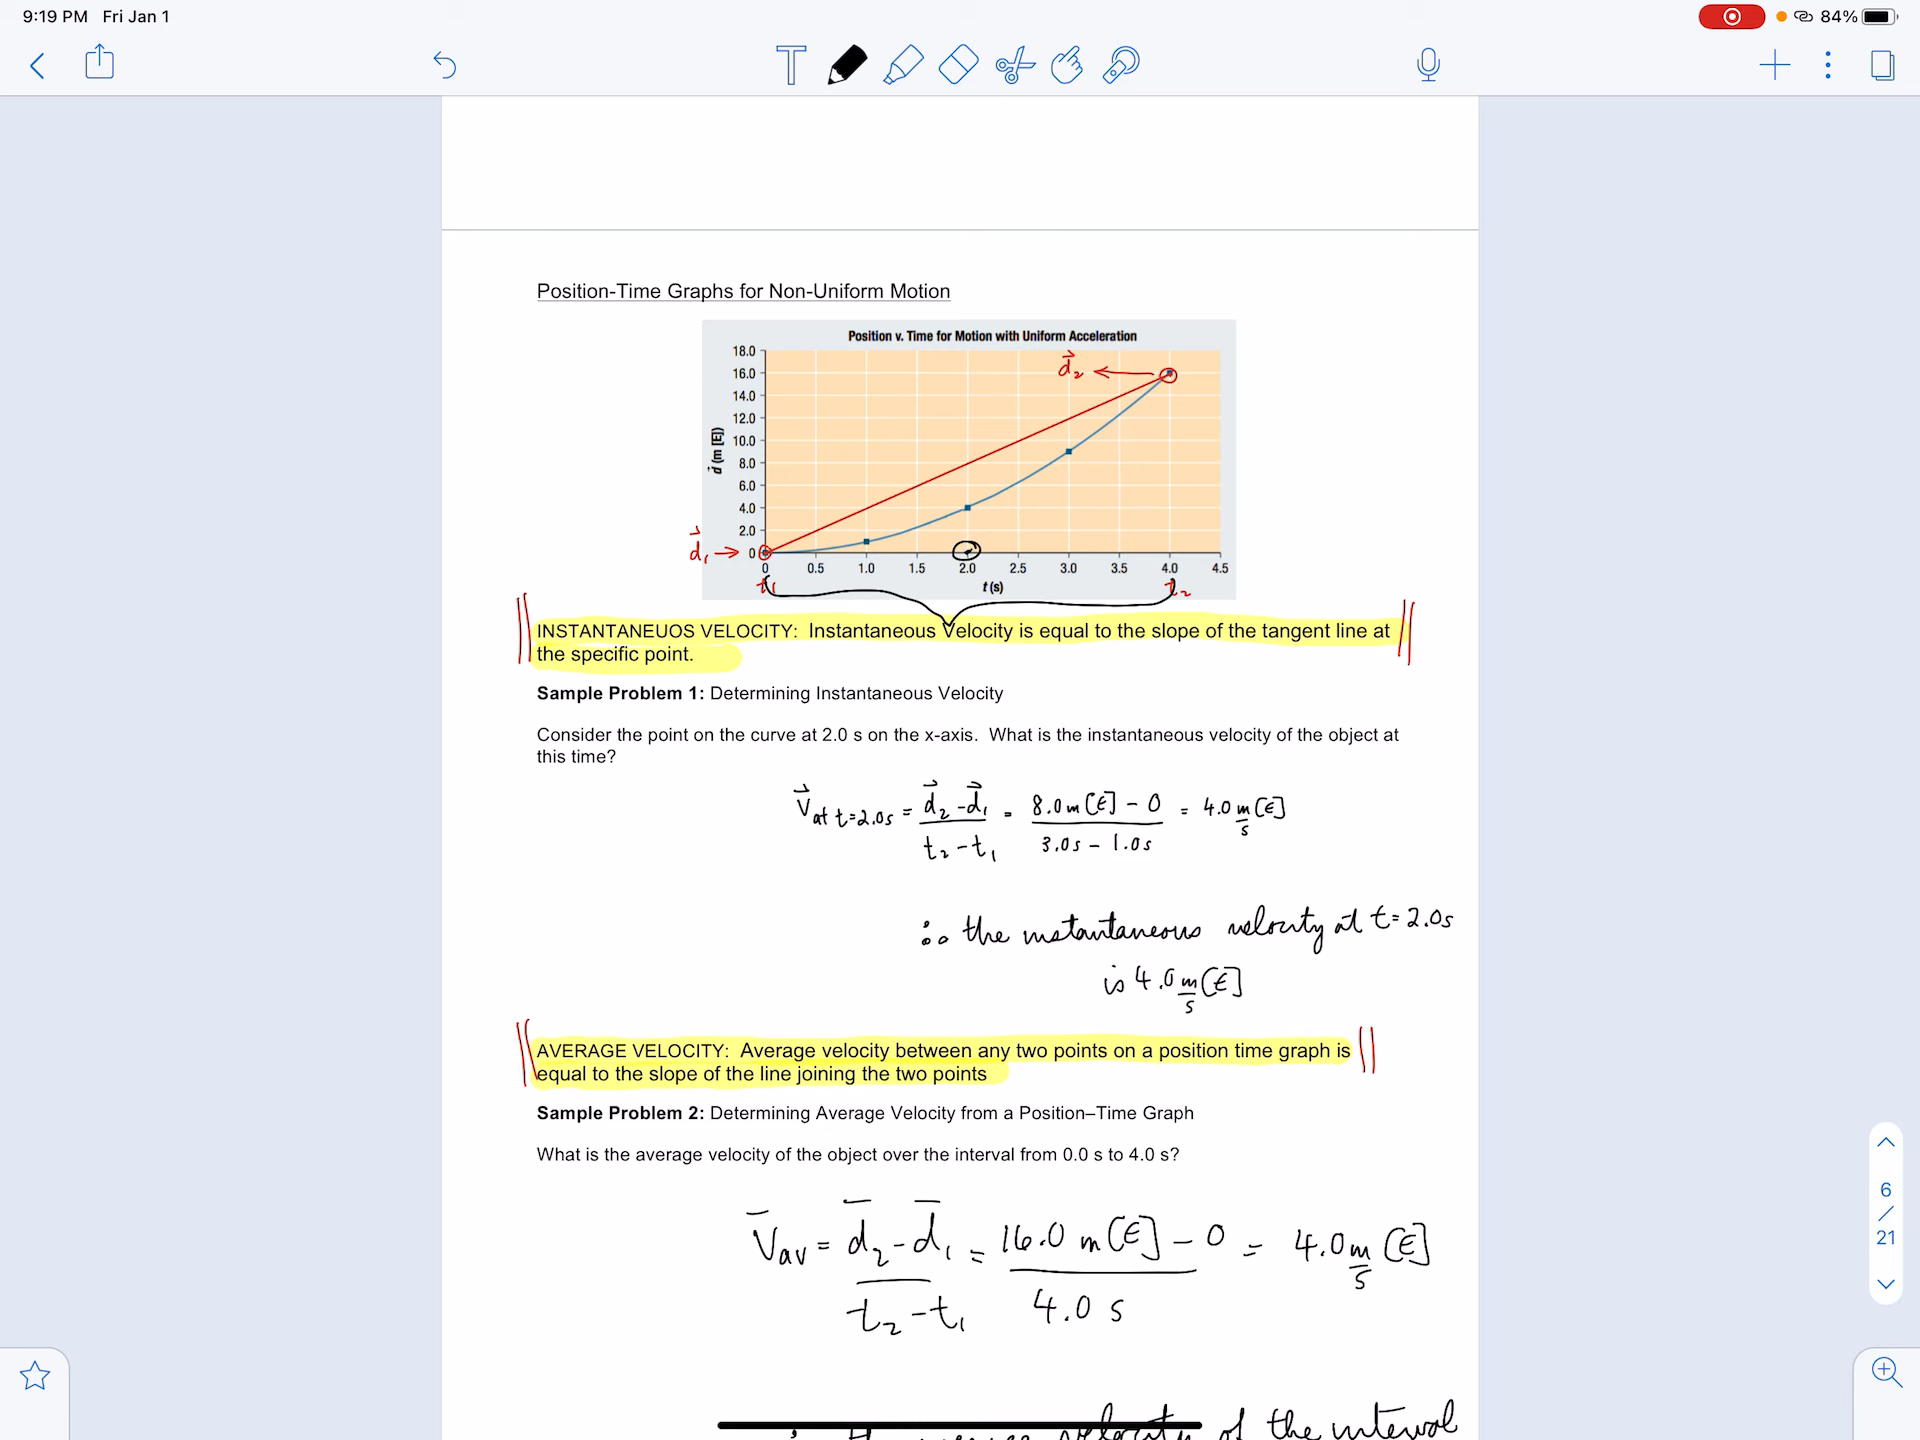 9:19 PM Fri Jan 1
84%
T
Position-Time Graphs for Non-Uniform Motion
Position v. Time for Motion with Uniform Acceleration
18.0
16.0
14.0
12.0
10.0
8.0
6.0
4.0
2.0
0
d⃗ (m [E])
d⃗₂ ←
d⃗₁ →
0 0.5 1.0 1.5 2.0 2.5 3.0 3.5 4.0 4.5
t (s)
t₁
t₂
INSTANTANEUOS VELOCITY: Instantaneous Velocity is equal to the slope of the tangent line at
the specific point.
Sample Problem 1: Determining Instantaneous Velocity
Consider the point on the curve at 2.0 s on the x-axis. What is the instantaneous velocity of the object at
this time?
V⃗ at t=2.0s = (d⃗₂ - d⃗₁)/(t₂ - t₁) = (8.0m[E] - 0)/(3.0s - 1.0s) = 4.0 m/s [E]
∴ the instantaneous velocity at t=2.0s
is 4.0 m/s [E]
AVERAGE VELOCITY: Average velocity between any two points on a position time graph is
equal to the slope of the line joining the two points
Sample Problem 2: Determining Average Velocity from a Position–Time Graph
What is the average velocity of the object over the interval from 0.0 s to 4.0 s?
V⃗av = (d⃗₂ - d⃗₁)/(t₂ - t₁) = (16.0 m[E] - 0)/(4.0 s) = 4.0 m/s [E]
velocity of the interval
6
/
21